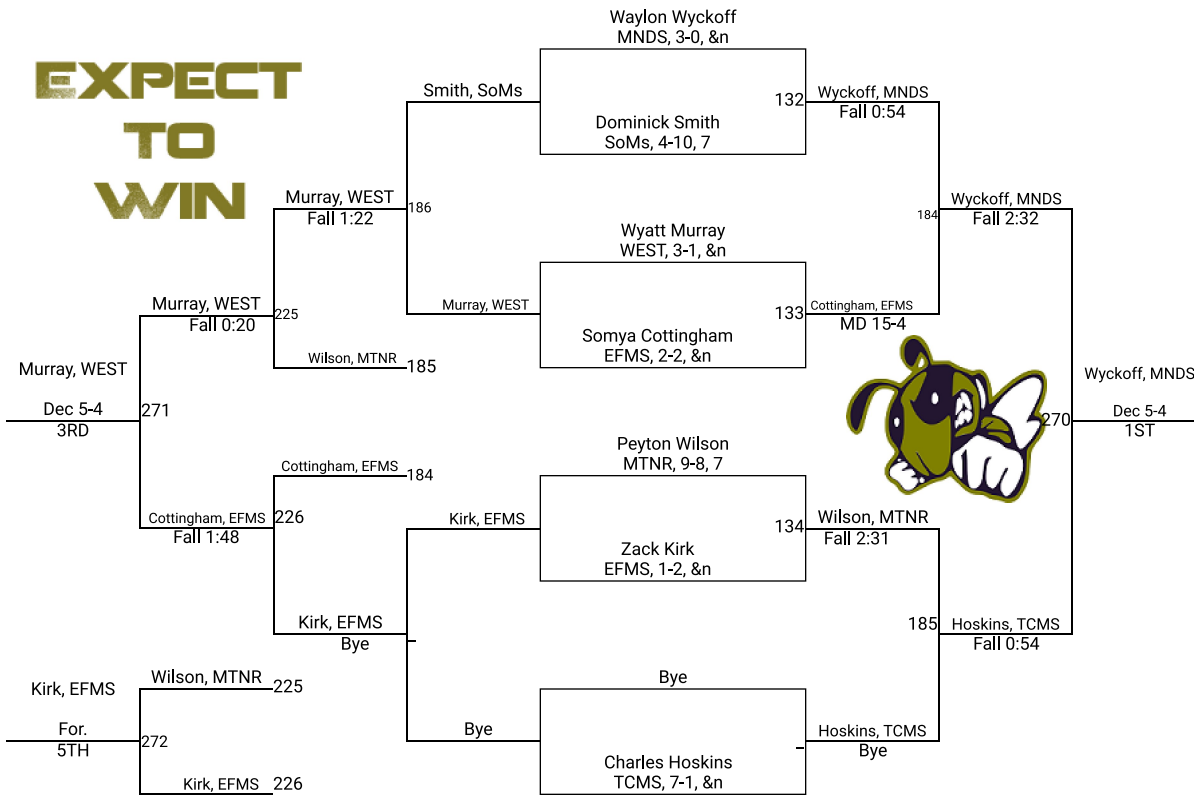 EXPECT
TO
WIN
Waylon Wyckoff
MNDS, 3-0, &n
Smith, SoMs
132
Wyckoff, MNDS
Fall 0:54
Dominick Smith
SoMs, 4-10, 7
Murray, WEST
Fall 1:22
186
184
Wyckoff, MNDS
Fall 2:32
Wyatt Murray
WEST, 3-1, &n
Murray, WEST
Fall 0:20
225
Murray, WEST
133
Cottingham, EFMS
MD 15-4
Somya Cottingham
EFMS, 2-2, &n
Wilson, MTNR
185
Murray, WEST
Dec 5-4
3RD
271
Wyckoff, MNDS
270
Dec 5-4
1ST
Peyton Wilson
MTNR, 9-8, 7
Cottingham, EFMS
184
Cottingham, EFMS
Fall 1:48
226
Kirk, EFMS
134
Wilson, MTNR
Fall 2:31
Zack Kirk
EFMS, 1-2, &n
Kirk, EFMS
Bye
185
Hoskins, TCMS
Fall 0:54
Kirk, EFMS
For.
5TH
Wilson, MTNR
225
272
Kirk, EFMS
226
Bye
Bye
Hoskins, TCMS
Bye
Charles Hoskins
TCMS, 7-1, &n